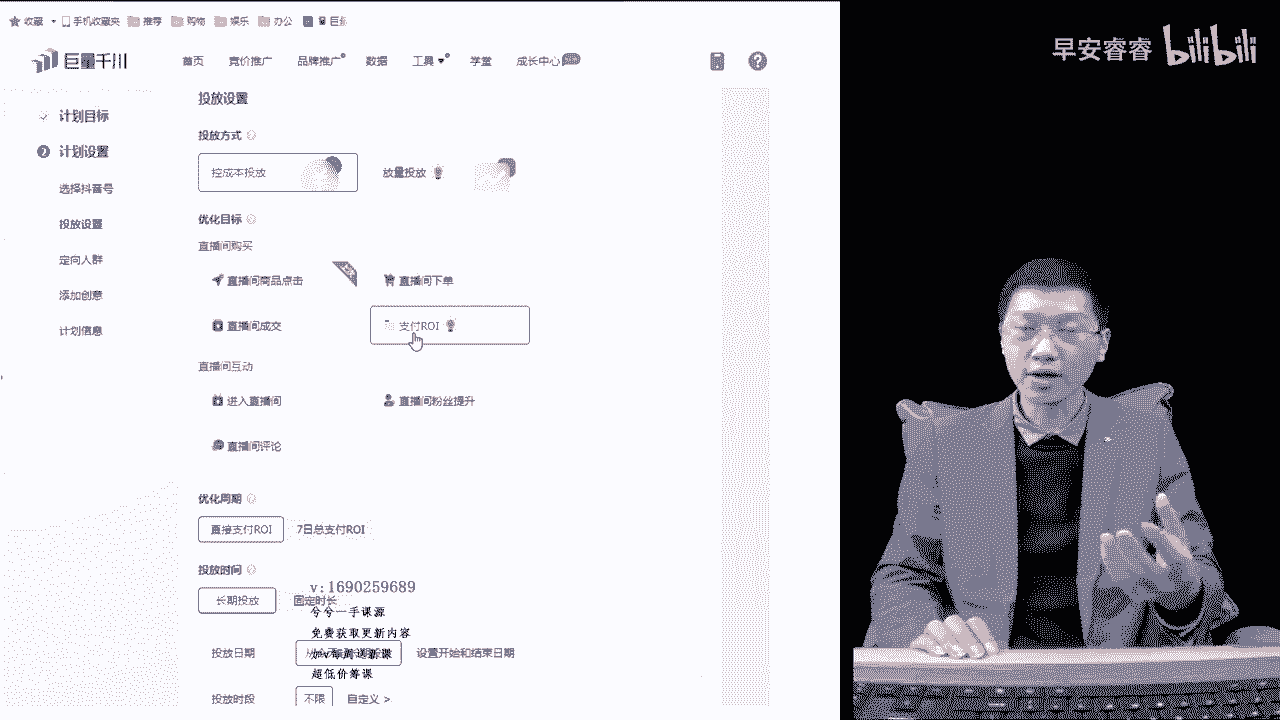 收藏 手机收藏夹 推荐 购物 娱乐 办公
巨量千川 首页 竞价推广 品牌推广 数据 工具 学堂 成长中心
早安睿睿 bilibili
计划目标
2 计划设置
选择抖音号
投放设置
定向人群
添加创意
计划信息
投放设置
投放方式
控成本投放 放量投放
优化目标
直播间购买
直播间商品点击 直播间下单
直播间成交 支付ROI
直播间互动
进入直播间 直播间粉丝提升
直播间评论
优化周期
直接支付ROI 7日总支付ROI
投放时间
v:1690259689
长期投放 固定时长
兮兮一手课源
免费获取更新内容
投放日期 设置开始和结束日期
超低价筹课
投放时段 不限 自定义 >